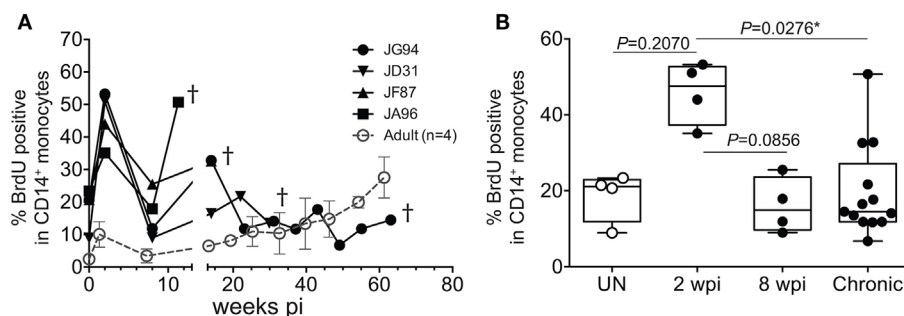 A
% BrdU positive
in CD14⁺ monocytes
70
60
50
40
30
20
10
0
0 10 20 40 60 80
weeks pi
JG94
JD31
JF87
JA96
Adult (n=4)
†
†
†
†
B
% BrdU positive
in CD14⁺ monocytes
60
40
20
0
P=0.2070
P=0.0276*
P=0.0856
UN 2 wpi 8 wpi Chronic